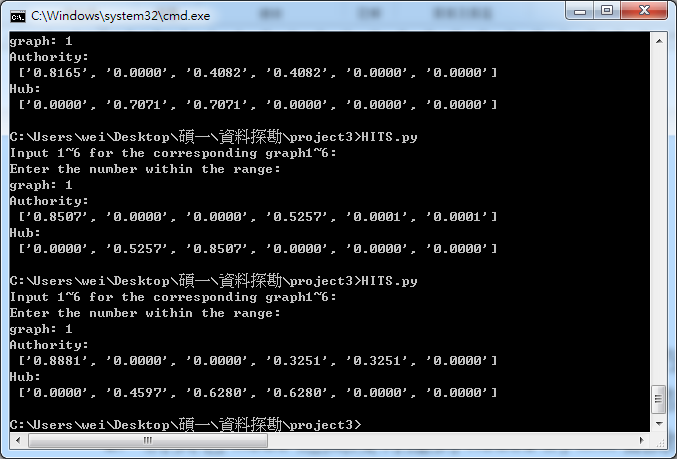 C:\Windows\system32\cmd.exe
graph: 1
Authority:
['0.8165', '0.0000', '0.4082', '0.4082', '0.0000', '0.0000']
Hub:
['0.0000', '0.7071', '0.7071', '0.0000', '0.0000', '0.0000']
C:\Users\wei\Desktop\碩一\資料探勘\project3>HITS.py
Input 1~6 for the corresponding graph1~6:
Enter the number within the range:
graph: 1
Authority:
['0.8507', '0.0000', '0.0000', '0.5257', '0.0001', '0.0001']
Hub:
['0.0000', '0.5257', '0.8507', '0.0000', '0.0000', '0.0000']
C:\Users\wei\Desktop\碩一\資料探勘\project3>HITS.py
Input 1~6 for the corresponding graph1~6:
Enter the number within the range:
graph: 1
Authority:
['0.8881', '0.0000', '0.0000', '0.3251', '0.3251', '0.0000']
Hub:
['0.0000', '0.4597', '0.6280', '0.6280', '0.0000', '0.0000']
C:\Users\wei\Desktop\碩一\資料探勘\project3>